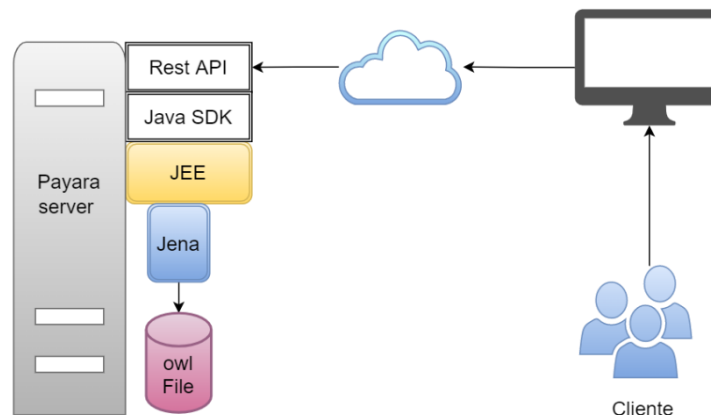 Rest API
Java SDK
JEE
Payara
server
Jena
owl
File
Cliente